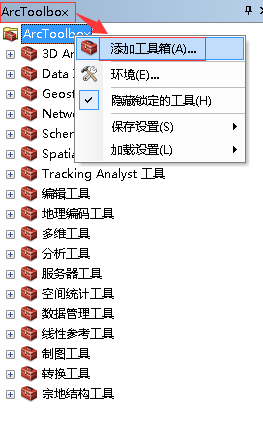 ArcToolbox
ArcToolbox
添加工具箱(A)...
3D An
环境(E)...
Data
Geost
隐藏锁定的工具(H)
Netw
保存设置(S)
Sche
Spatia
加载设置(L)
Tracking Analyst 工具
编辑工具
地理编码工具
多维工具
分析工具
服务器工具
空间统计工具
数据管理工具
线性参考工具
制图工具
转换工具
宗地结构工具